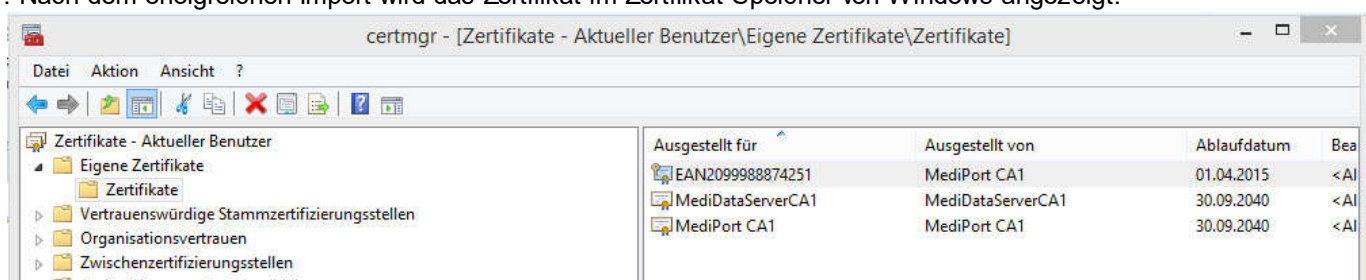 . Nach dem erfolgreichen Import wird das Zertifikat im Zertifikat Speicher von Windows angezeigt.
certmgr - [Zertifikate - Aktueller Benutzer\Eigene Zertifikate\Zertifikate]
Datei Aktion Ansicht ?
Zertifikate - Aktueller Benutzer
Eigene Zertifikate
Zertifikate
Vertrauenswürdige Stammzertifizierungsstellen
Organisationsvertrauen
Zwischenzertifizierungsstellen
Ausgestellt für Ausgestellt von Ablaufdatum Bea
EAN2099988874251 MediPort CA1 01.04.2015 <Al
MediDataServerCA1 MediDataServerCA1 30.09.2040 <Al
MediPort CA1 MediPort CA1 30.09.2040 <Al